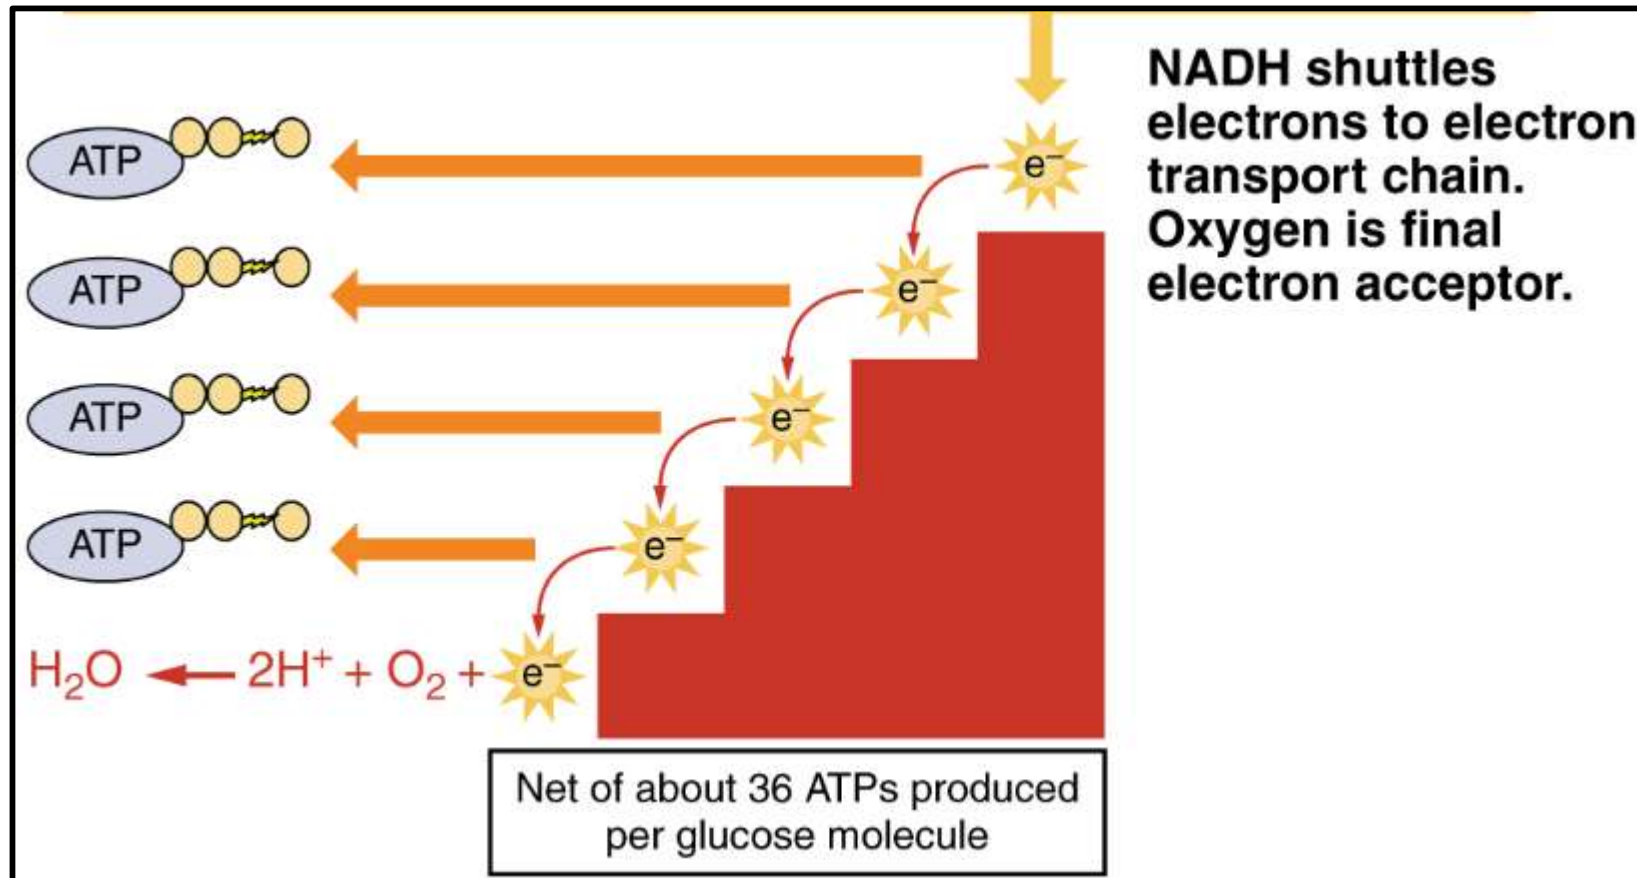 NADH shuttles
electrons to electron
transport chain.
Oxygen is final
electron acceptor.
ATP
e⁻
ATP
e⁻
ATP
e⁻
ATP
e⁻
H₂O ← 2H⁺ + O₂ + e⁻
Net of about 36 ATPs produced
per glucose molecule